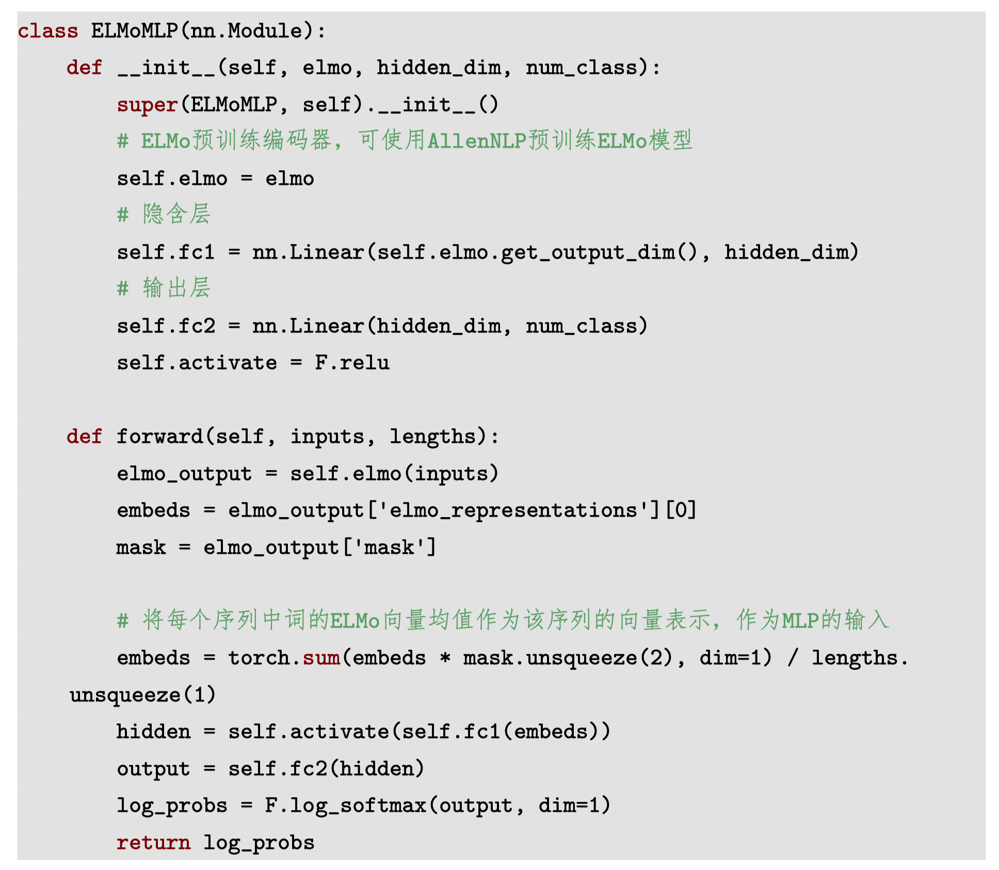 class ELMoMLP(nn.Module):
    def __init__(self, elmo, hidden_dim, num_class):
        super(ELMoMLP, self).__init__()
        # ELMo预训练编码器，可使用AllenNLP预训练ELMo模型
        self.elmo = elmo
        # 隐含层
        self.fc1 = nn.Linear(self.elmo.get_output_dim(), hidden_dim)
        # 输出层
        self.fc2 = nn.Linear(hidden_dim, num_class)
        self.activate = F.relu

    def forward(self, inputs, lengths):
        elmo_output = self.elmo(inputs)
        embeds = elmo_output['elmo_representations'][0]
        mask = elmo_output['mask']

        # 将每个序列中词的ELMo向量均值作为该序列的向量表示，作为MLP的输入
        embeds = torch.sum(embeds * mask.unsqueeze(2), dim=1) / lengths.
    unsqueeze(1)
        hidden = self.activate(self.fc1(embeds))
        output = self.fc2(hidden)
        log_probs = F.log_softmax(output, dim=1)
        return log_probs